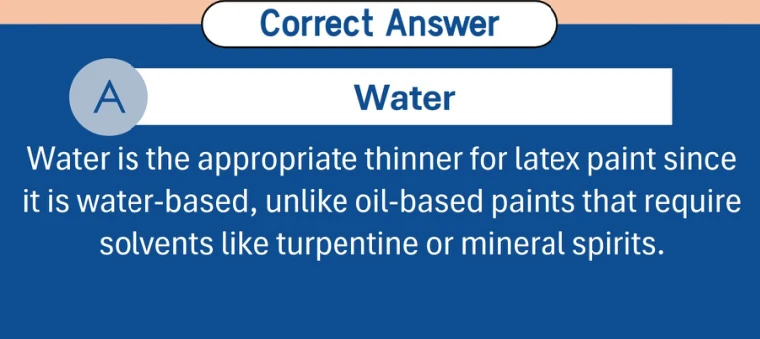 Correct Answer
A
Water
Water is the appropriate thinner for latex paint since
it is water-based, unlike oil-based paints that require
solvents like turpentine or mineral spirits.